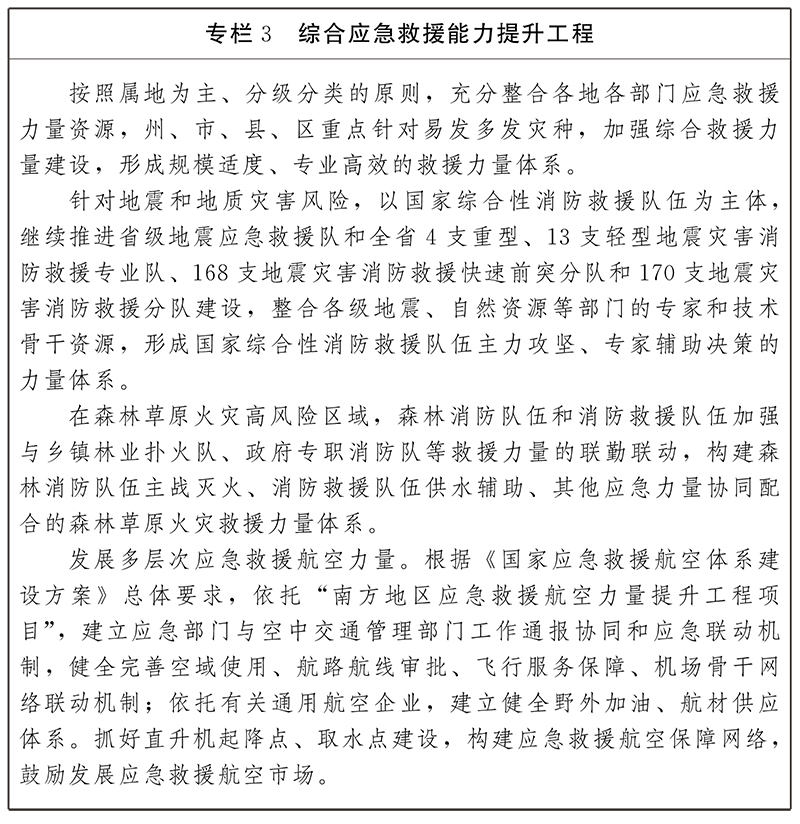 专栏 3　综合应急救援能力提升工程
按照属地为主、分级分类的原则，充分整合各地各部门应急救援
力量资源，州、市、县、区重点针对易发多发灾种，加强综合救援力
量建设，形成规模适度、专业高效的救援力量体系。
针对地震和地质灾害风险，以国家综合性消防救援队伍为主体，
继续推进省级地震应急救援队和全省 4 支重型、13 支轻型地震灾害消
防救援专业队、168 支地震灾害消防救援快速前突分队和 170 支地震灾
害消防救援分队建设，整合各级地震、自然资源等部门的专家和技术
骨干资源，形成国家综合性消防救援队伍主力攻坚、专家辅助决策的
力量体系。
在森林草原火灾高风险区域，森林消防队伍和消防救援队伍加强
与乡镇林业扑火队、政府专职消防队等救援力量的联勤联动，构建森
林消防队伍主战灭火、消防救援队伍供水辅助、其他应急力量协同配
合的森林草原火灾救援力量体系。
发展多层次应急救援航空力量。根据《国家应急救援航空体系建
设方案》总体要求，依托“南方地区应急救援航空力量提升工程项
目”，建立应急部门与空中交通管理部门工作通报协同和应急联动机
制，健全完善空域使用、航路航线审批、飞行服务保障、机场骨干网
络联动机制；依托有关通用航空企业，建立健全野外加油、航材供应
体系。抓好直升机起降点、取水点建设，构建应急救援航空保障网络，
鼓励发展应急救援航空市场。